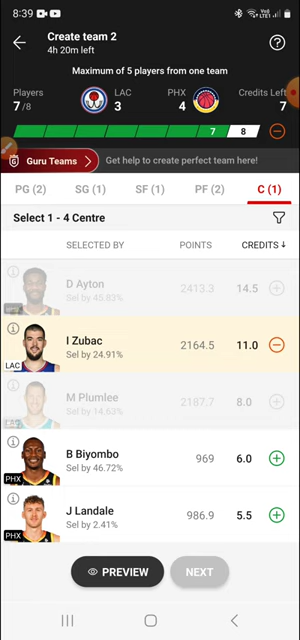 8:39
Create team 2
4h 20m left
Maximum of 5 players from one team
Players
7/8
LAC
3
PHX
4
Credits Left
7
7 8
Guru Teams
Get help to create perfect team here!
PG (2) SG (1) SF (1) PF (2) C (1)
Select 1 - 4 Centre
SELECTED BY POINTS CREDITS ↓
D Ayton
Sel by 45.83%
2413.3 14.5
I Zubac
Sel by 24.91%
2164.5 11.0
LAC
M Plumlee
Sel by 14.63%
2187.7 8.0
LAC
B Biyombo
Sel by 46.72%
969 6.0
PHX
J Landale
Sel by 2.41%
986.9 5.5
PHX
PREVIEW NEXT